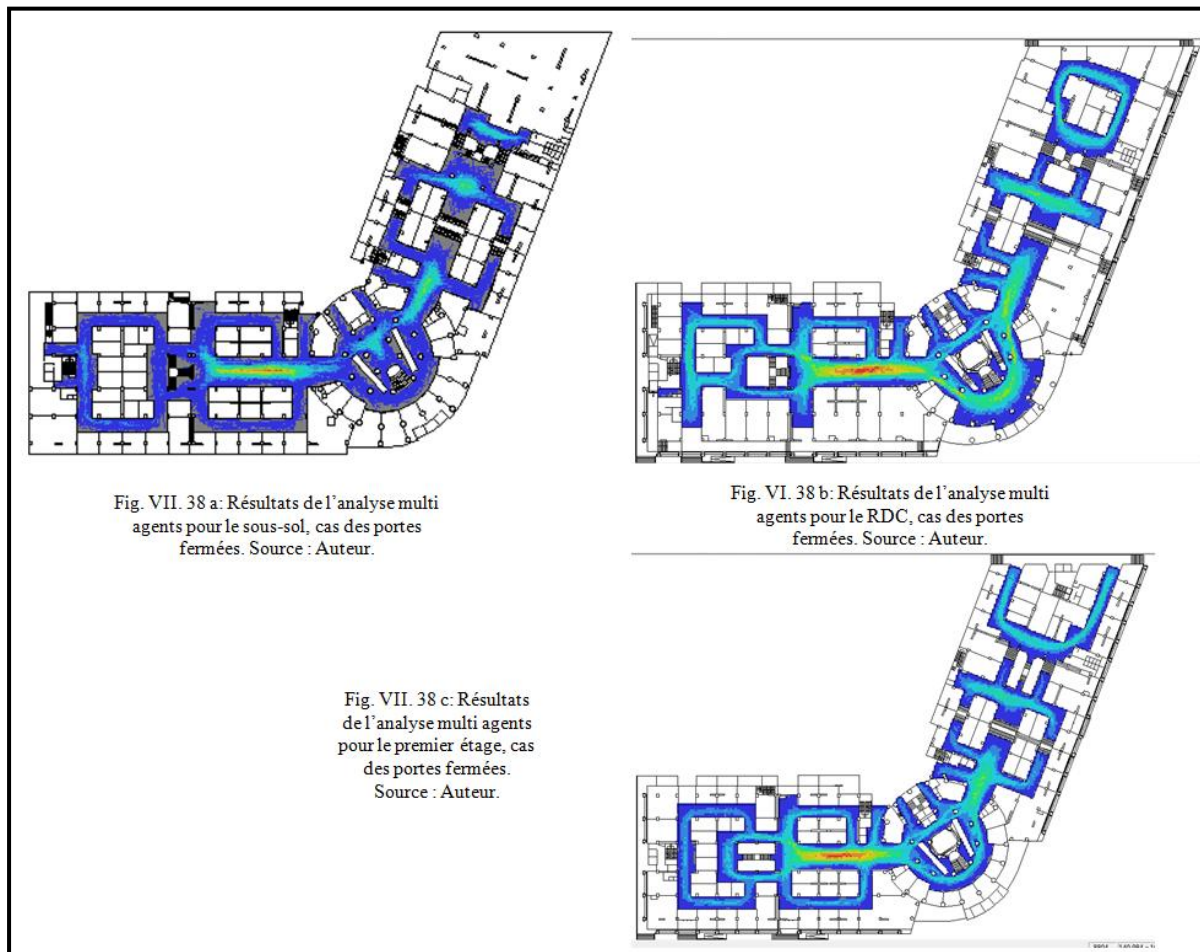 Fig. VII. 38 a: Résultats de l’analyse multi
agents pour le sous-sol, cas des portes
fermées. Source : Auteur.
Fig. VI. 38 b: Résultats de l’analyse multi
agents pour le RDC, cas des portes
fermées. Source : Auteur.
Fig. VII. 38 c: Résultats
de l’analyse multi agents
pour le premier étage, cas
des portes fermées.
Source : Auteur.